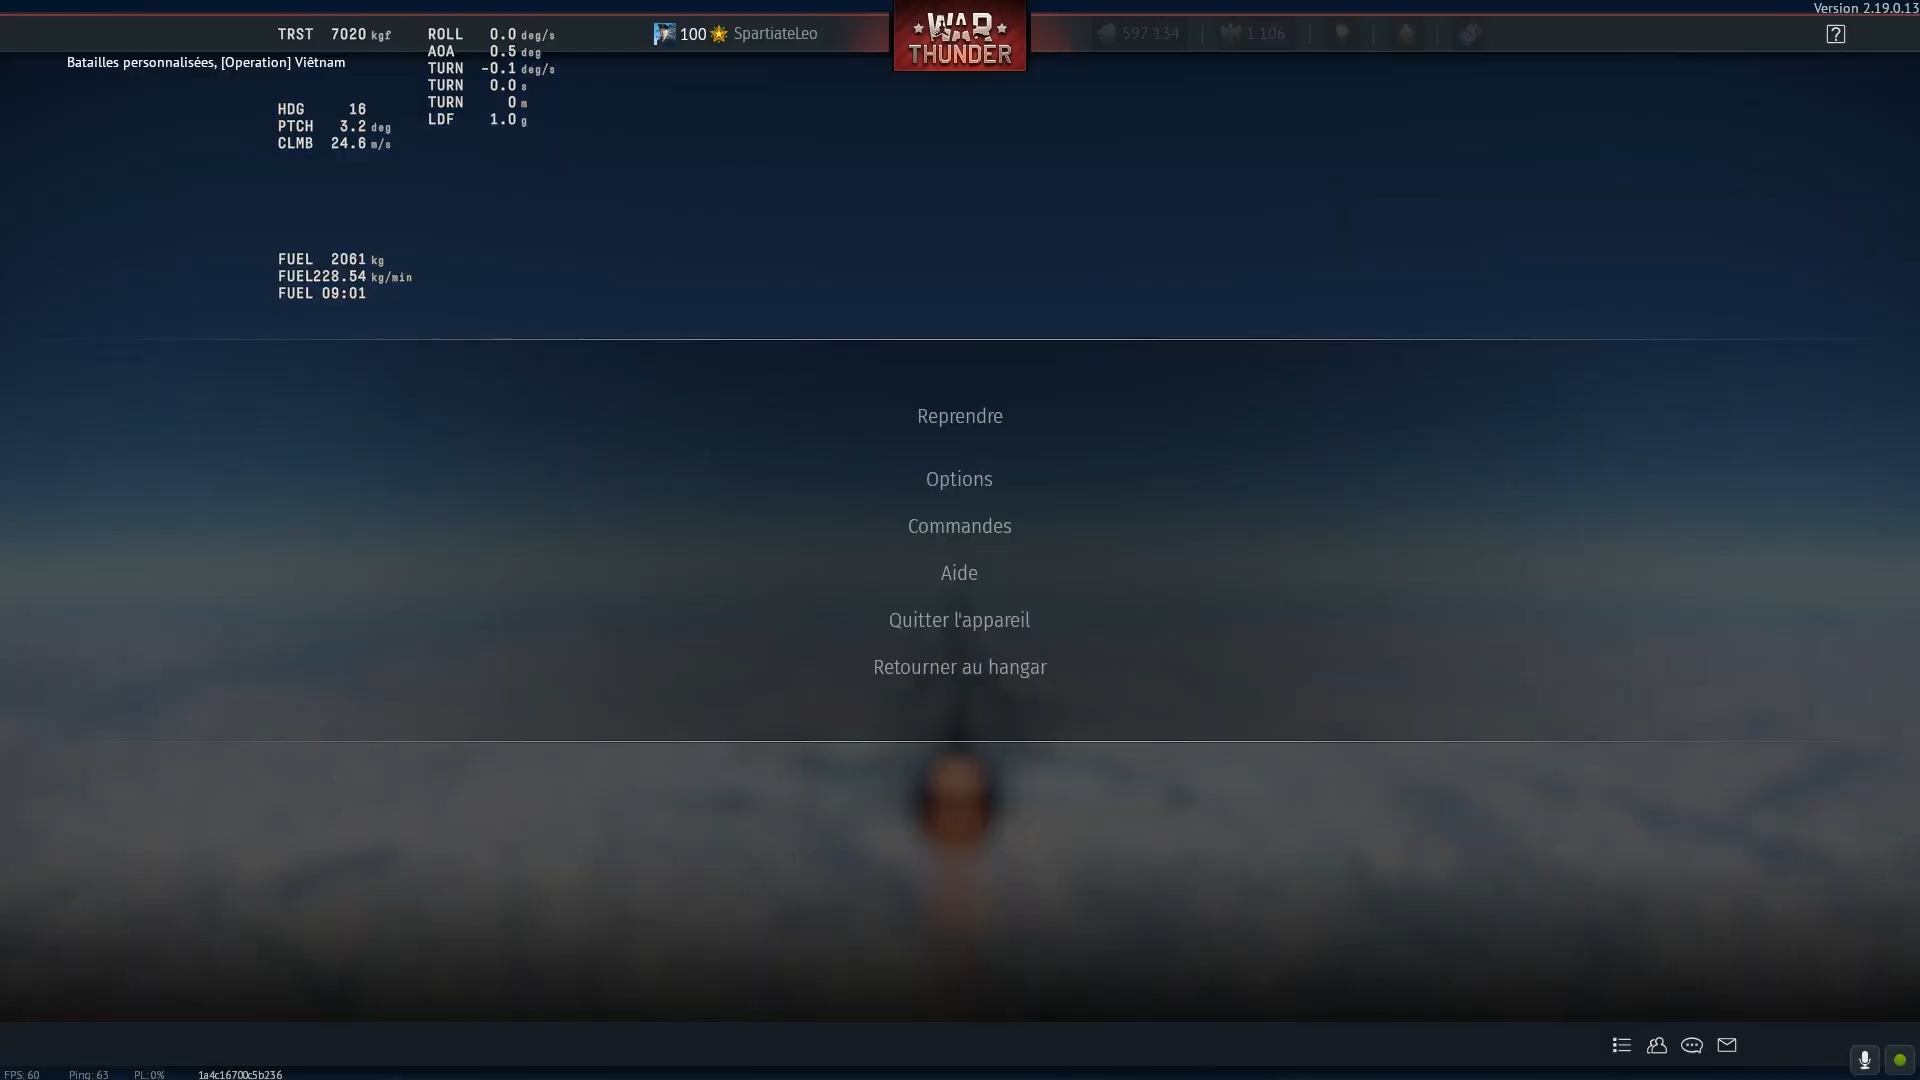 Version 2.19.0.13
TRST 7020 kgf
ROLL 0.0 deg/s
100 SpartiateLeo
WAR THUNDER
597 134
1 106
AOA 0.5 deg
Batailles personnalisées, [Operation] Viêtnam
TURN -0.1 deg/s
TURN 0.0 s
TURN 0 m
LDF 1.0 g
HDG 16
PTCH 3.2 deg
CLMB 24.6 m/s
FUEL 2061 kg
FUEL228.54 kg/min
FUEL 09:01
Reprendre
Options
Commandes
Aide
Quitter l'appareil
Retourner au hangar
FPS: 60 Ping: 63 PL: 0% 1a4c16700c5b236